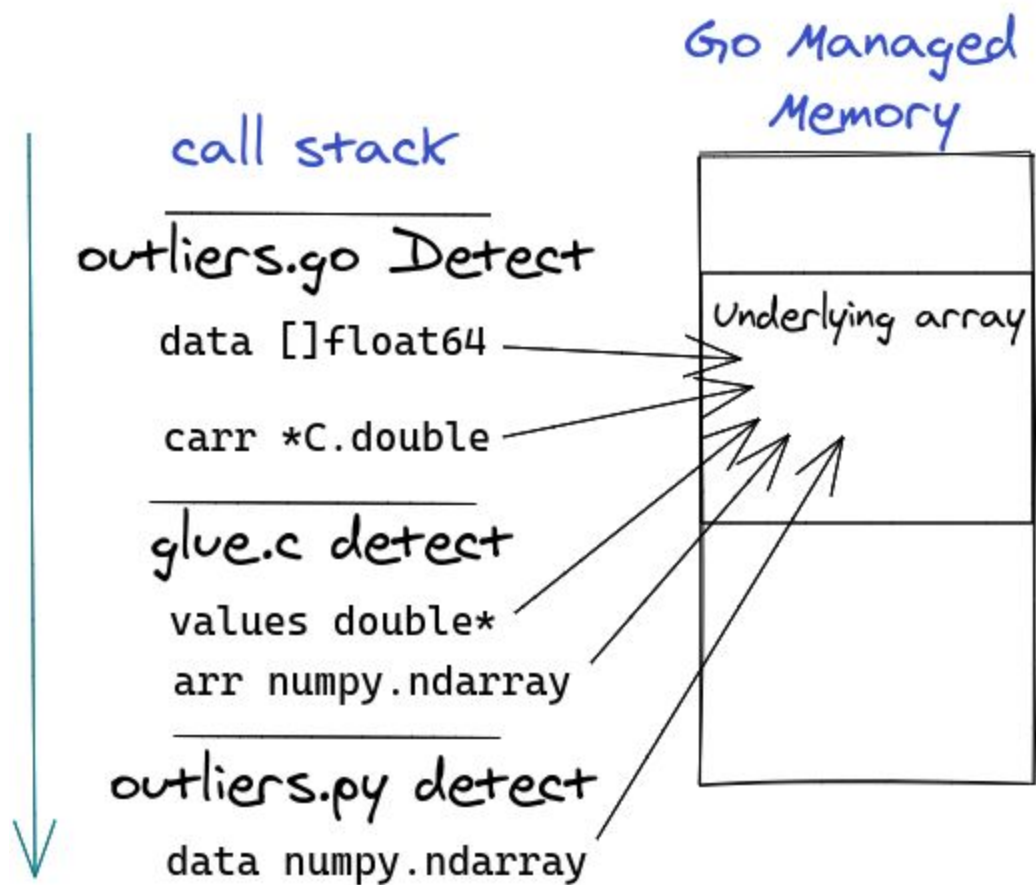 Go Managed
Memory
call stack
outliers.go Detect
Underlying array
data []float64
carr *C.double
glue.c detect
values double*
arr numpy.ndarray
outliers.py detect
data numpy.ndarray